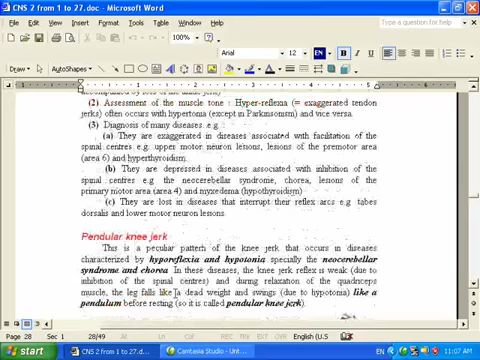 CNS 2 from 1 to 27.doc - Microsoft Word
File Edit View Insert Format Tools Table Window Help
Type a question for help
100%
Arial 12 EN B I U
Draw AutoShapes
(2) Assessment of the muscle tone : Hyper-reflexia (= exaggerated tendon
jerks) often occurs with hypertonia (except in Parkinsonism) and vice versa.
(3) Diagnosis of many diseases e.g.
(a) They are exaggerated in diseases associated with facilitation of the
spinal centres e.g. upper motor neuron lesions, lesions of the premotor area
(area 6) and hyperthyroidism.
(b) They are depressed in diseases associated with inhibition of the
spinal centres e.g the neocerebellar syndrome, chorea, lesions of the
primary motor area (area 4) and myxedema (hypothyroidism)
(c) They are lost in diseases that interrupt their reflex arcs e.g tabes
dorsalis and lower motor neuron lesions.
Pendular knee jerk
This is a peculiar pattern of the knee jerk that occurs in diseases
characterized by hyporeflexia and hypotonia specially the neocerebellar
syndrome and chorea In these diseases, the knee jerk reflex is weak (due to
inhibition of the spinal centres) and during relaxation of the quadriceps
muscle, the leg falls like a dead weight and swings (due to hypotonia) like a
pendulum before resting (so it is called pendular knee jerk).
Page 28 Sec 1 28/49 English (U.S
start CNS 2 from 1 to 27.do... Camtasia Studio - Unt... 11:07 AM